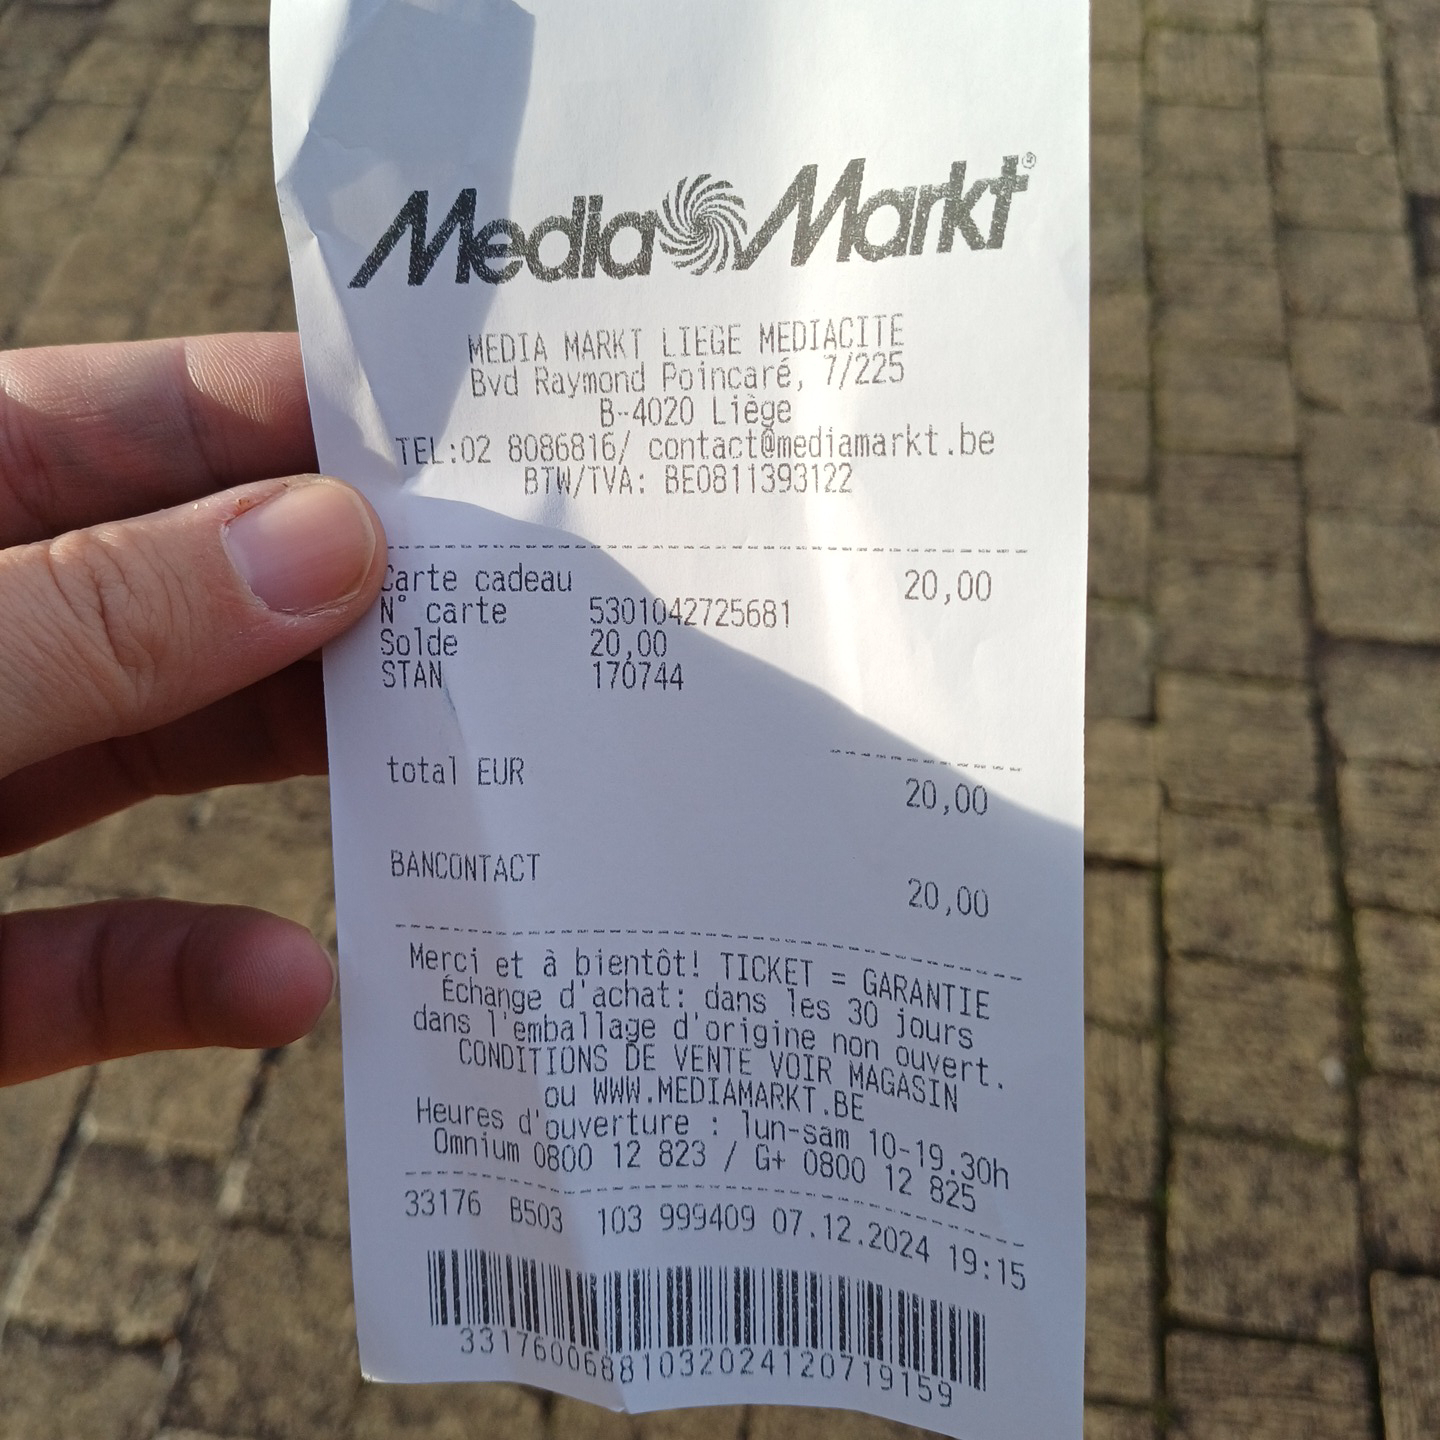 Media Markt®
MEDIA MARKT LIEGE MEDIACITE
Bvd Raymond Poincaré, 7/225
B-4020 Liège
TEL:02 8086816/ contact@mediamarkt.be
BTW/TVA: BE0811393122
Carte cadeau 20,00
N° carte 5301042725681
Solde 20,00
STAN 170744
total EUR 20,00
BANCONTACT 20,00
Merci et à bientôt! TICKET = GARANTIE
Échange d'achat: dans les 30 jours
dans l'emballage d'origine non ouvert.
CONDITIONS DE VENTE VOIR MAGASIN
ou WWW.MEDIAMARKT.BE
Heures d'ouverture : lun-sam 10-19.30h
Omnium 0800 12 823 / G+ 0800 12 825
33176 B503 103 999409 07.12.2024 19:15
33176006881032024120719159